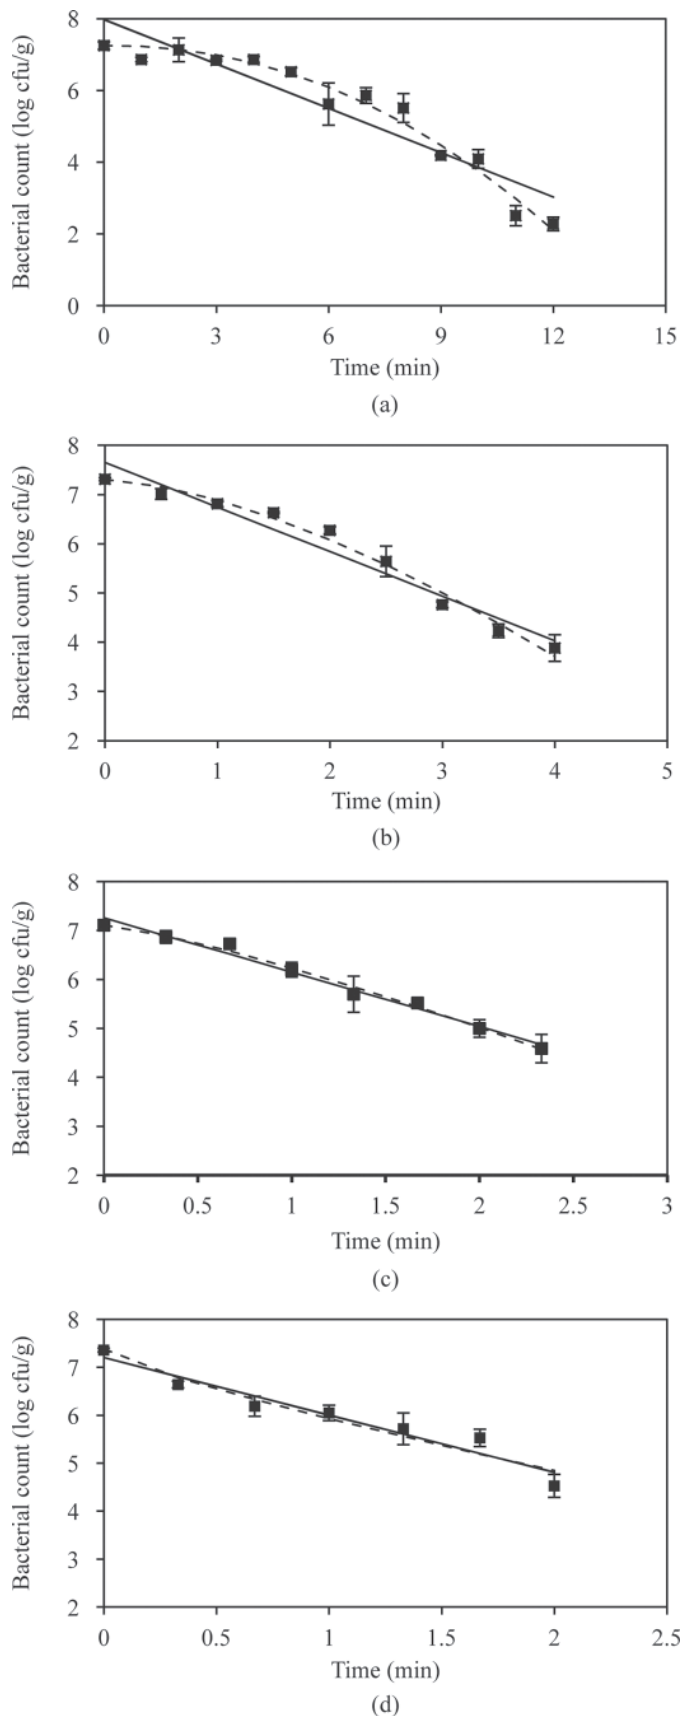 Bacterial count (log cfu/g)
8
6
4
2
0
0 3 6 9 12 15
Time (min)
(a)
Bacterial count (log cfu/g)
8
7
6
5
4
3
2
0 1 2 3 4 5
Time (min)
(b)
Bacterial count (log cfu/g)
8
7
6
5
4
3
2
0 0.5 1 1.5 2 2.5 3
Time (min)
(c)
Bacterial count (log cfu/g)
8
7
6
5
4
3
2
0 0.5 1 1.5 2 2.5
Time (min)
(d)